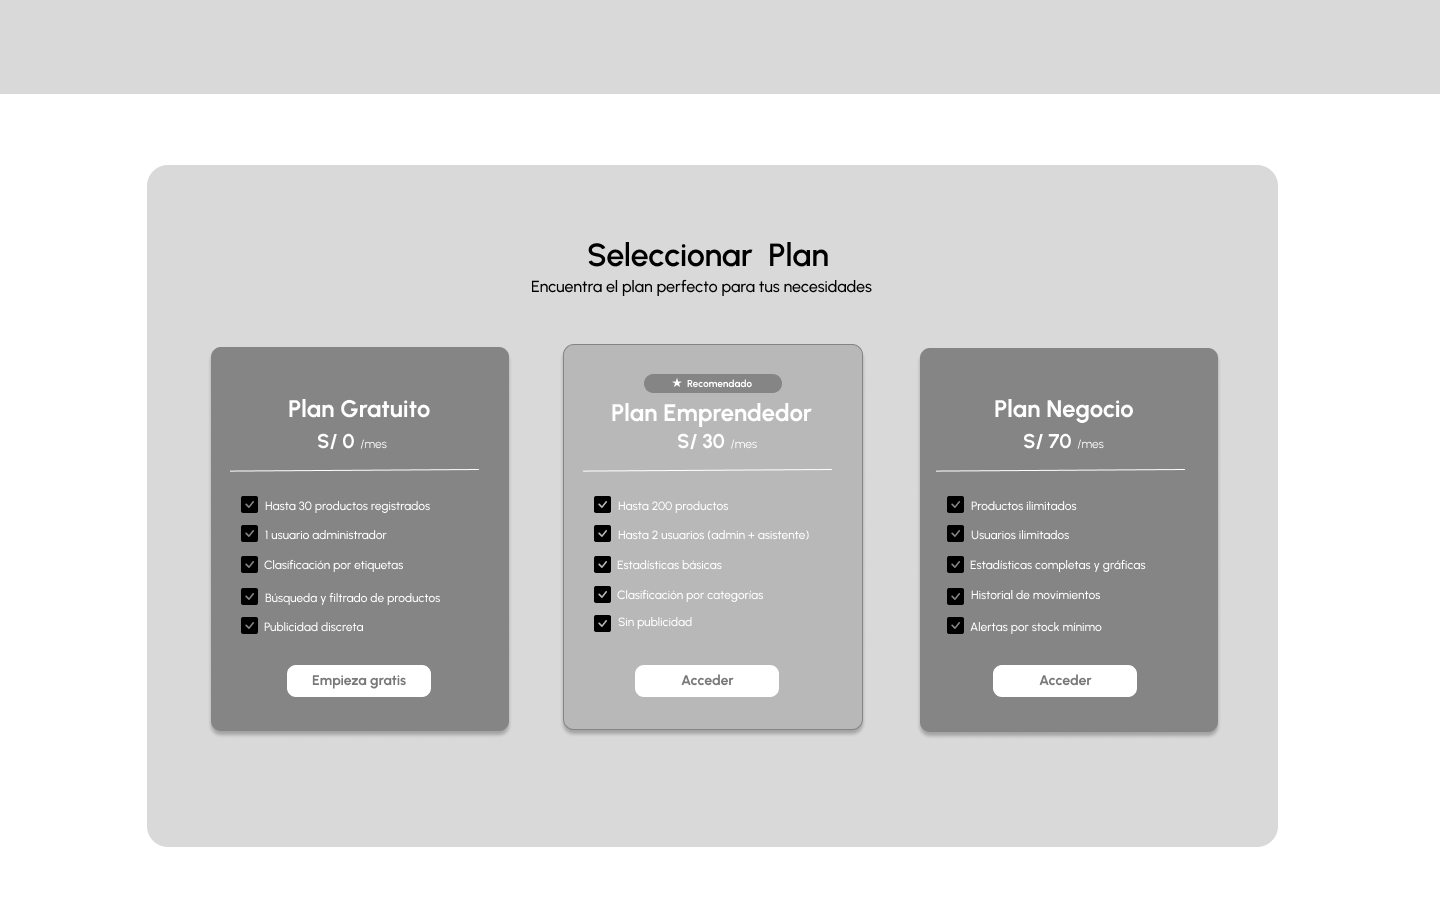 Seleccionar Plan
Encuentra el plan perfecto para tus necesidades
Plan Gratuito
S/ 0 /mes
Hasta 30 productos registrados
1 usuario administrador
Clasificación por etiquetas
Búsqueda y filtrado de productos
Publicidad discreta
Empieza gratis
Recomendado
Plan Emprendedor
S/ 30 /mes
Hasta 200 productos
Hasta 2 usuarios (admin + asistente)
Estadísticas básicas
Clasificación por categorías
Sin publicidad
Acceder
Plan Negocio
S/ 70 /mes
Productos ilimitados
Usuarios ilimitados
Estadísticas completas y gráficas
Historial de movimientos
Alertas por stock mínimo
Acceder